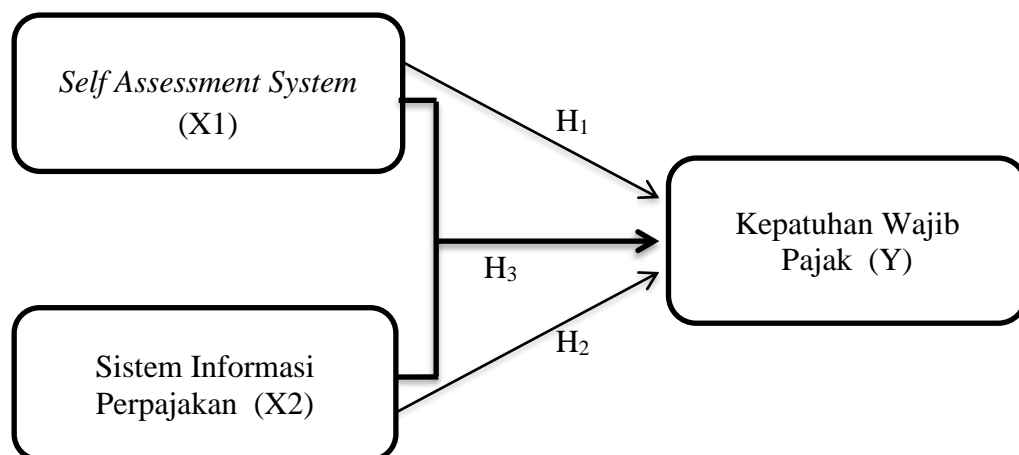 Self Assessment System
(X1)
H₁
Kepatuhan Wajib
Pajak (Y)
H₃
H₂
Sistem Informasi
Perpajakan (X2)